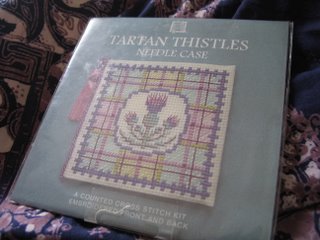 TARTAN THISTLES
NEEDLE CASE
A COUNTED CROSS STITCH KIT
EMBROIDERED FRONT AND BACK